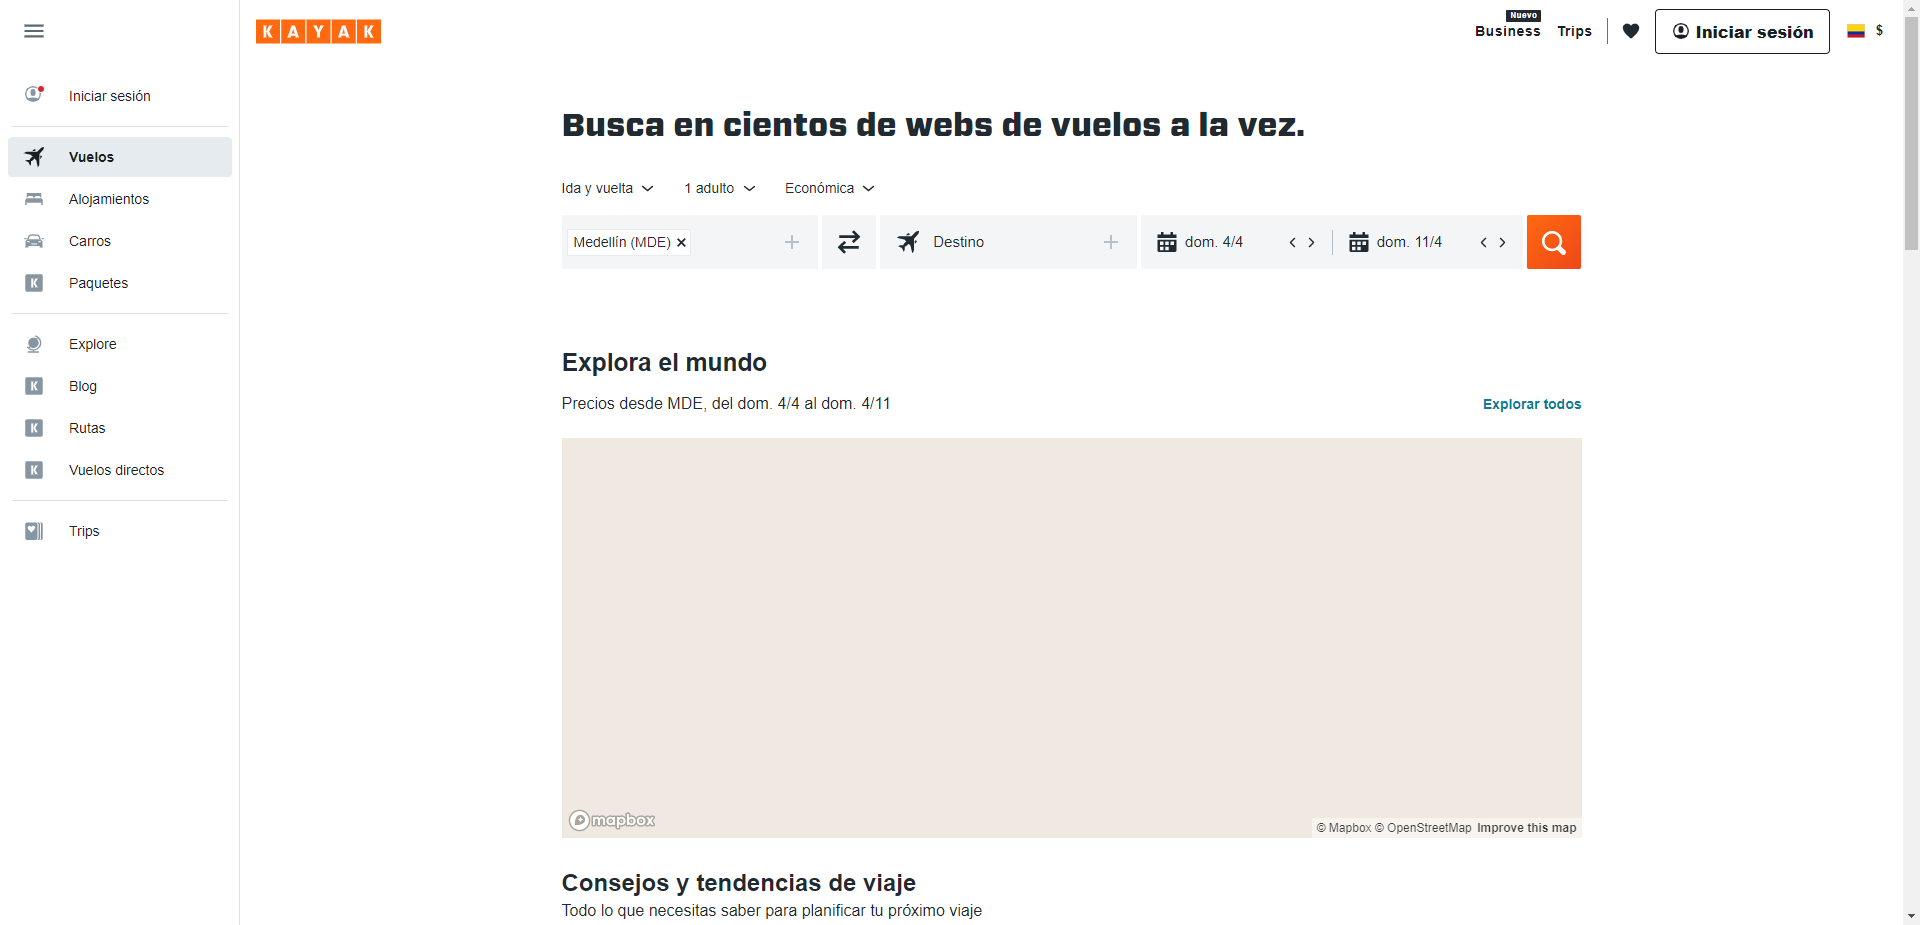 KAYAK
Nuevo
Business
Trips
Iniciar sesión
$
Iniciar sesión
Vuelos
Alojamientos
Carros
K
Paquetes
Explore
K
Blog
K
Rutas
K
Vuelos directos
Trips
Busca en cientos de webs de vuelos a la vez.
Ida y vuelta
1 adulto
Económica
Medellín (MDE)
Destino
dom. 4/4
dom. 11/4
Explora el mundo
Precios desde MDE, del dom. 4/4 al dom. 4/11
Explorar todos
mapbox
© Mapbox © OpenStreetMap Improve this map
Consejos y tendencias de viaje
Todo lo que necesitas saber para planificar tu próximo viaje